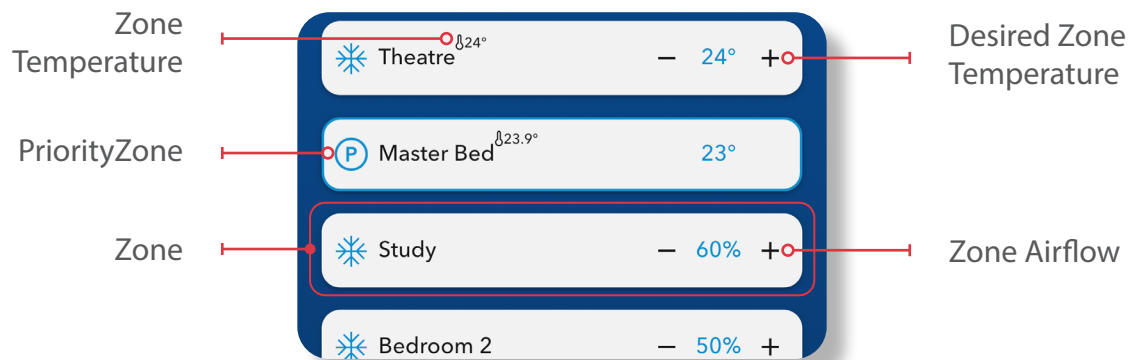 Zone
Temperature
Theatre 24°
− 24° +
Desired Zone
Temperature
PriorityZone
P Master Bed 23.9°
23°
Zone
Study
− 60% +
Zone Airflow
Bedroom 2
− 50% +